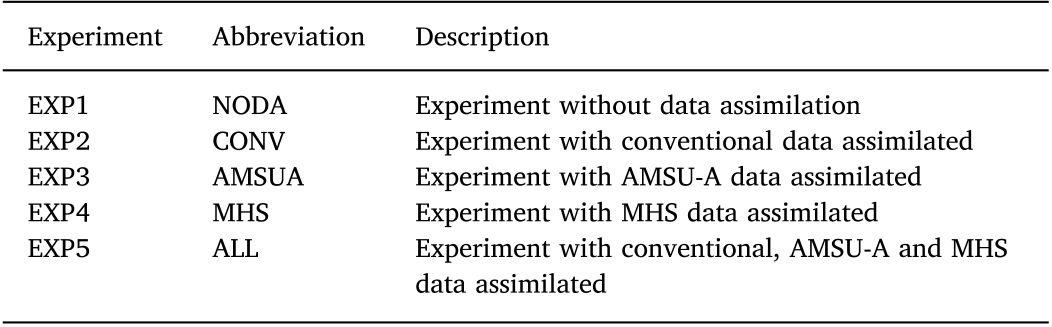 Experiment Abbreviation Description
EXP1 NODA Experiment without data assimilation
EXP2 CONV Experiment with conventional data assimilated
EXP3 AMSUA Experiment with AMSU-A data assimilated
EXP4 MHS Experiment with MHS data assimilated
EXP5 ALL Experiment with conventional, AMSU-A and MHS
data assimilated